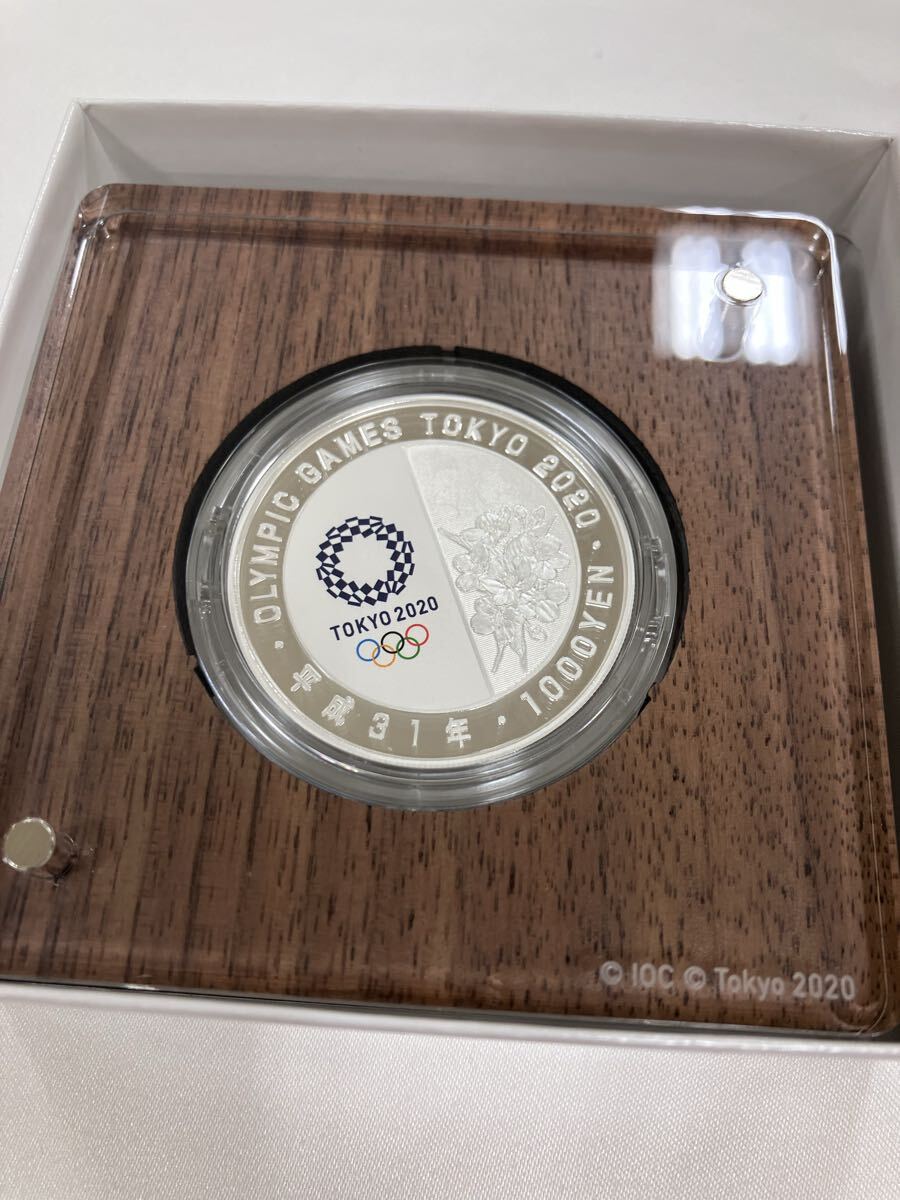 OLYMPIC GAMES TOKYO 2020・1000YEN・平成31年・
TOKYO 2020
© IOC © Tokyo 2020